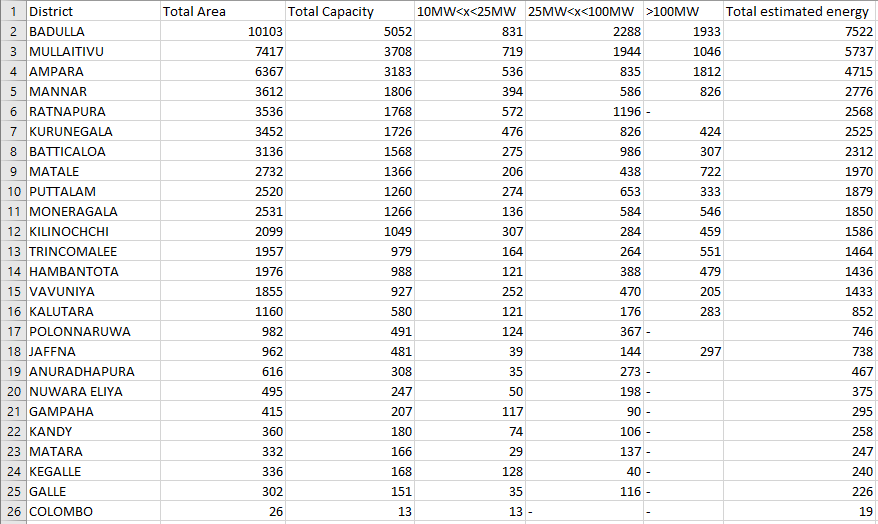 1 District Total Area Total Capacity 10MW<x<25MW 25MW<x<100MW >100MW Total estimated energy
2 BADULLA 10103 5052 831 2288 1933 7522
3 MULLAITIVU 7417 3708 719 1944 1046 5737
4 AMPARA 6367 3183 536 835 1812 4715
5 MANNAR 3612 1806 394 586 826 2776
6 RATNAPURA 3536 1768 572 1196 - 2568
7 KURUNEGALA 3452 1726 476 826 424 2525
8 BATTICALOA 3136 1568 275 986 307 2312
9 MATALE 2732 1366 206 438 722 1970
10 PUTTALAM 2520 1260 274 653 333 1879
11 MONERAGALA 2531 1266 136 584 546 1850
12 KILINOCHCHI 2099 1049 307 284 459 1586
13 TRINCOMALEE 1957 979 164 264 551 1464
14 HAMBANTOTA 1976 988 121 388 479 1436
15 VAVUNIYA 1855 927 252 470 205 1433
16 KALUTARA 1160 580 121 176 283 852
17 POLONNARUWA 982 491 124 367 - 746
18 JAFFNA 962 481 39 144 297 738
19 ANURADHAPURA 616 308 35 273 - 467
20 NUWARA ELIYA 495 247 50 198 - 375
21 GAMPAHA 415 207 117 90 - 295
22 KANDY 360 180 74 106 - 258
23 MATARA 332 166 29 137 - 247
24 KEGALLE 336 168 128 40 - 240
25 GALLE 302 151 35 116 - 226
26 COLOMBO 26 13 13 - - 19